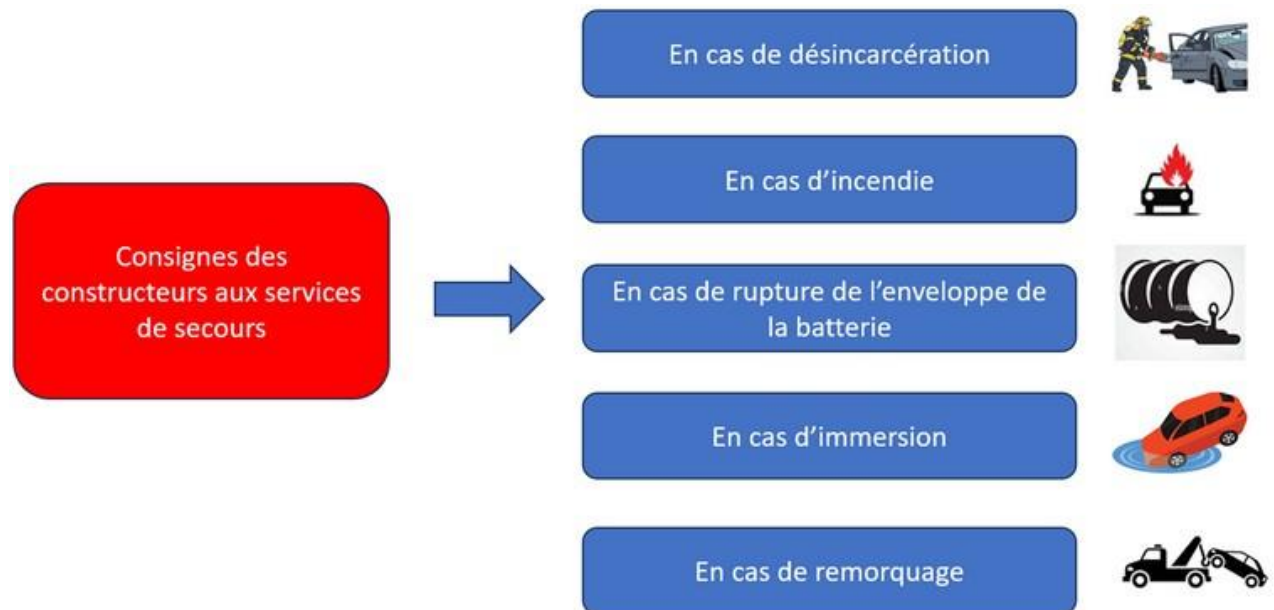 En cas de désincarcération
En cas d’incendie
Consignes des
constructeurs aux services
de secours
En cas de rupture de l’enveloppe de
la batterie
En cas d’immersion
En cas de remorquage